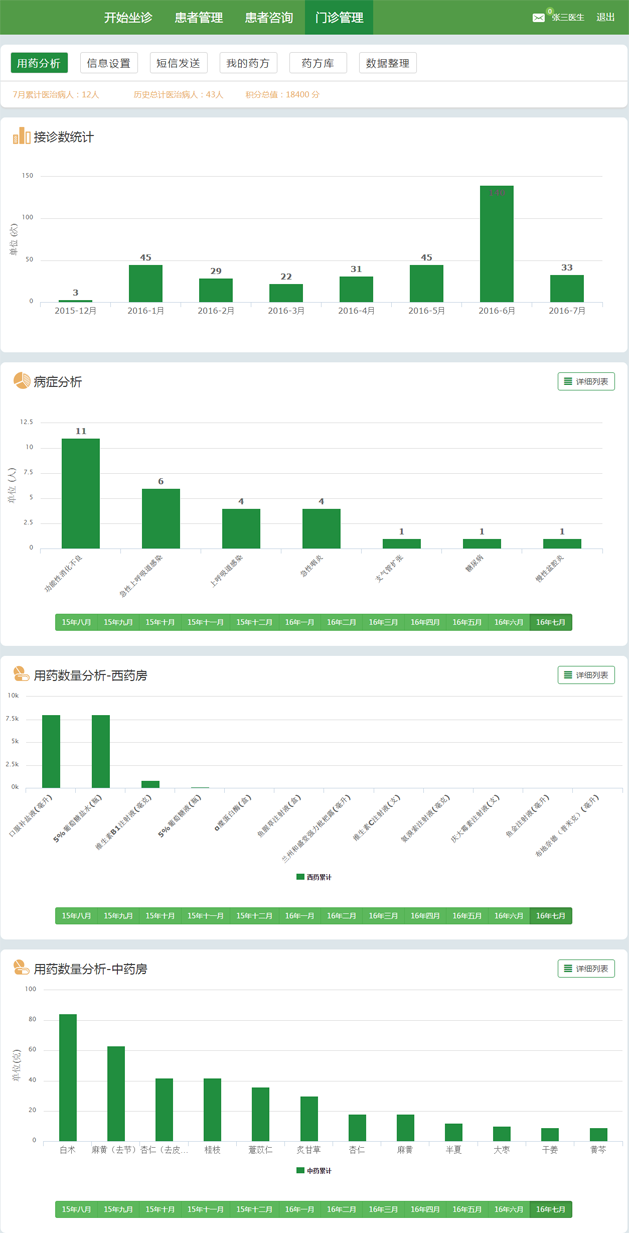 开始坐诊 患者管理 患者咨询 门诊管理 0 张三医生 退出
用药分析 信息设置 短信发送 我的药方 药方库 数据整理
7月累计医治病人：12人 历史总计医治病人：43人 积分总值：18400 分
接诊数统计
150
100
50
0
单位 (次)
3 45 29 22 31 45 33
2015-12月 2016-1月 2016-2月 2016-3月 2016-4月 2016-5月 2016-6月 2016-7月
病症分析 详细列表
12.5
10
7.5
5
2.5
0
单位 (人)
11 6 4 4 1 1 1
功能性消化不良 急性上呼吸道感染 上呼吸道感染 急性咽炎 支气管扩张 糖尿病 慢性盆腔炎
15年八月 15年九月 15年十月 15年十一月 15年十二月 16年一月 16年二月 16年三月 16年四月 16年五月 16年六月 16年七月
用药数量分析-西药房 详细列表
10k
7.5k
5k
2.5k
0k
口服补盐液(毫升) 5% 葡萄糖盐水(瓶) 维生素B1注射液(毫克) 5% 葡萄糖液(瓶) α糜蛋白酶(盒) 鱼腥草注射液(盒) 兰州和盛堂强力枇杷露(毫升) 维生素C注射液(支) 氨溴索注射液(毫克) 庆大霉素注射液(支) 鱼金注射液(毫升) 布地奈德（普米克）(毫升)
西药累计
15年八月 15年九月 15年十月 15年十一月 15年十二月 16年一月 16年二月 16年三月 16年四月 16年五月 16年六月 16年七月
用药数量分析-中药房 详细列表
100
80
60
40
20
0
单位(克)
白术 麻黄（去节） 杏仁（去皮... 桂枝 薏苡仁 炙甘草 杏仁 麻黄 半夏 大枣 干姜 黄芩
中药累计
15年八月 15年九月 15年十月 15年十一月 15年十二月 16年一月 16年二月 16年三月 16年四月 16年五月 16年六月 16年七月